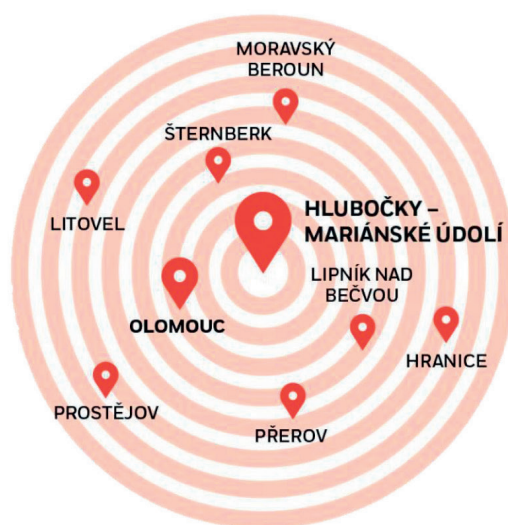 MORAVSKÝ
BEROUN
ŠTERNBERK
LITOVEL
HLUBOČKY –
MARIÁNSKÉ ÚDOLÍ
LIPNÍK NAD
BEČVOU
OLOMOUC
HRANICE
PROSTĚJOV
PŘEROV